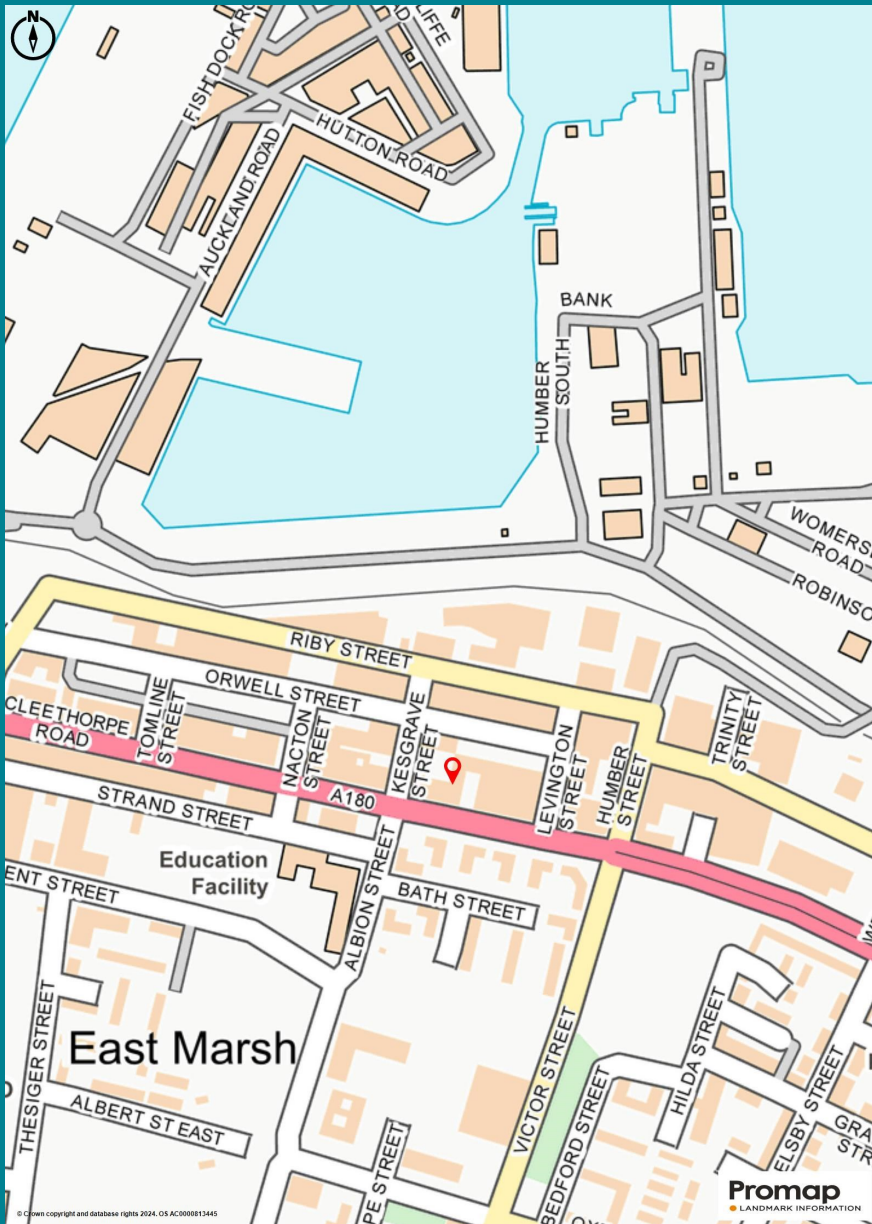 N
FISH DOCK RO
LIFFE
HUTTON ROAD
AUCKLAND ROAD
BANK
HUMBER
SOUTH
WOMERS
ROAD
ROBINSO
RIBY STREET
ORWELL STREET
CLEETHORPE
ROAD
TOMLINE
STREET
NACTON
STREET
KESGRAVE
STREET
TRINITY
STREET
LEVINGTON
STREET
HUMBER
STREET
A180
STRAND STREET
Education
Facility
ENT STREET
ALBION STREET
BATH STREET
East Marsh
THESIGER STREET
ALBERT ST EAST
VICTOR STREET
HILDA STREET
BEDFORD STREET
ELSBY STREET
GRA
STR
PE STREET
Promap
LANDMARK INFORMATION
© Crown copyright and database rights 2024. OS AC0000813445